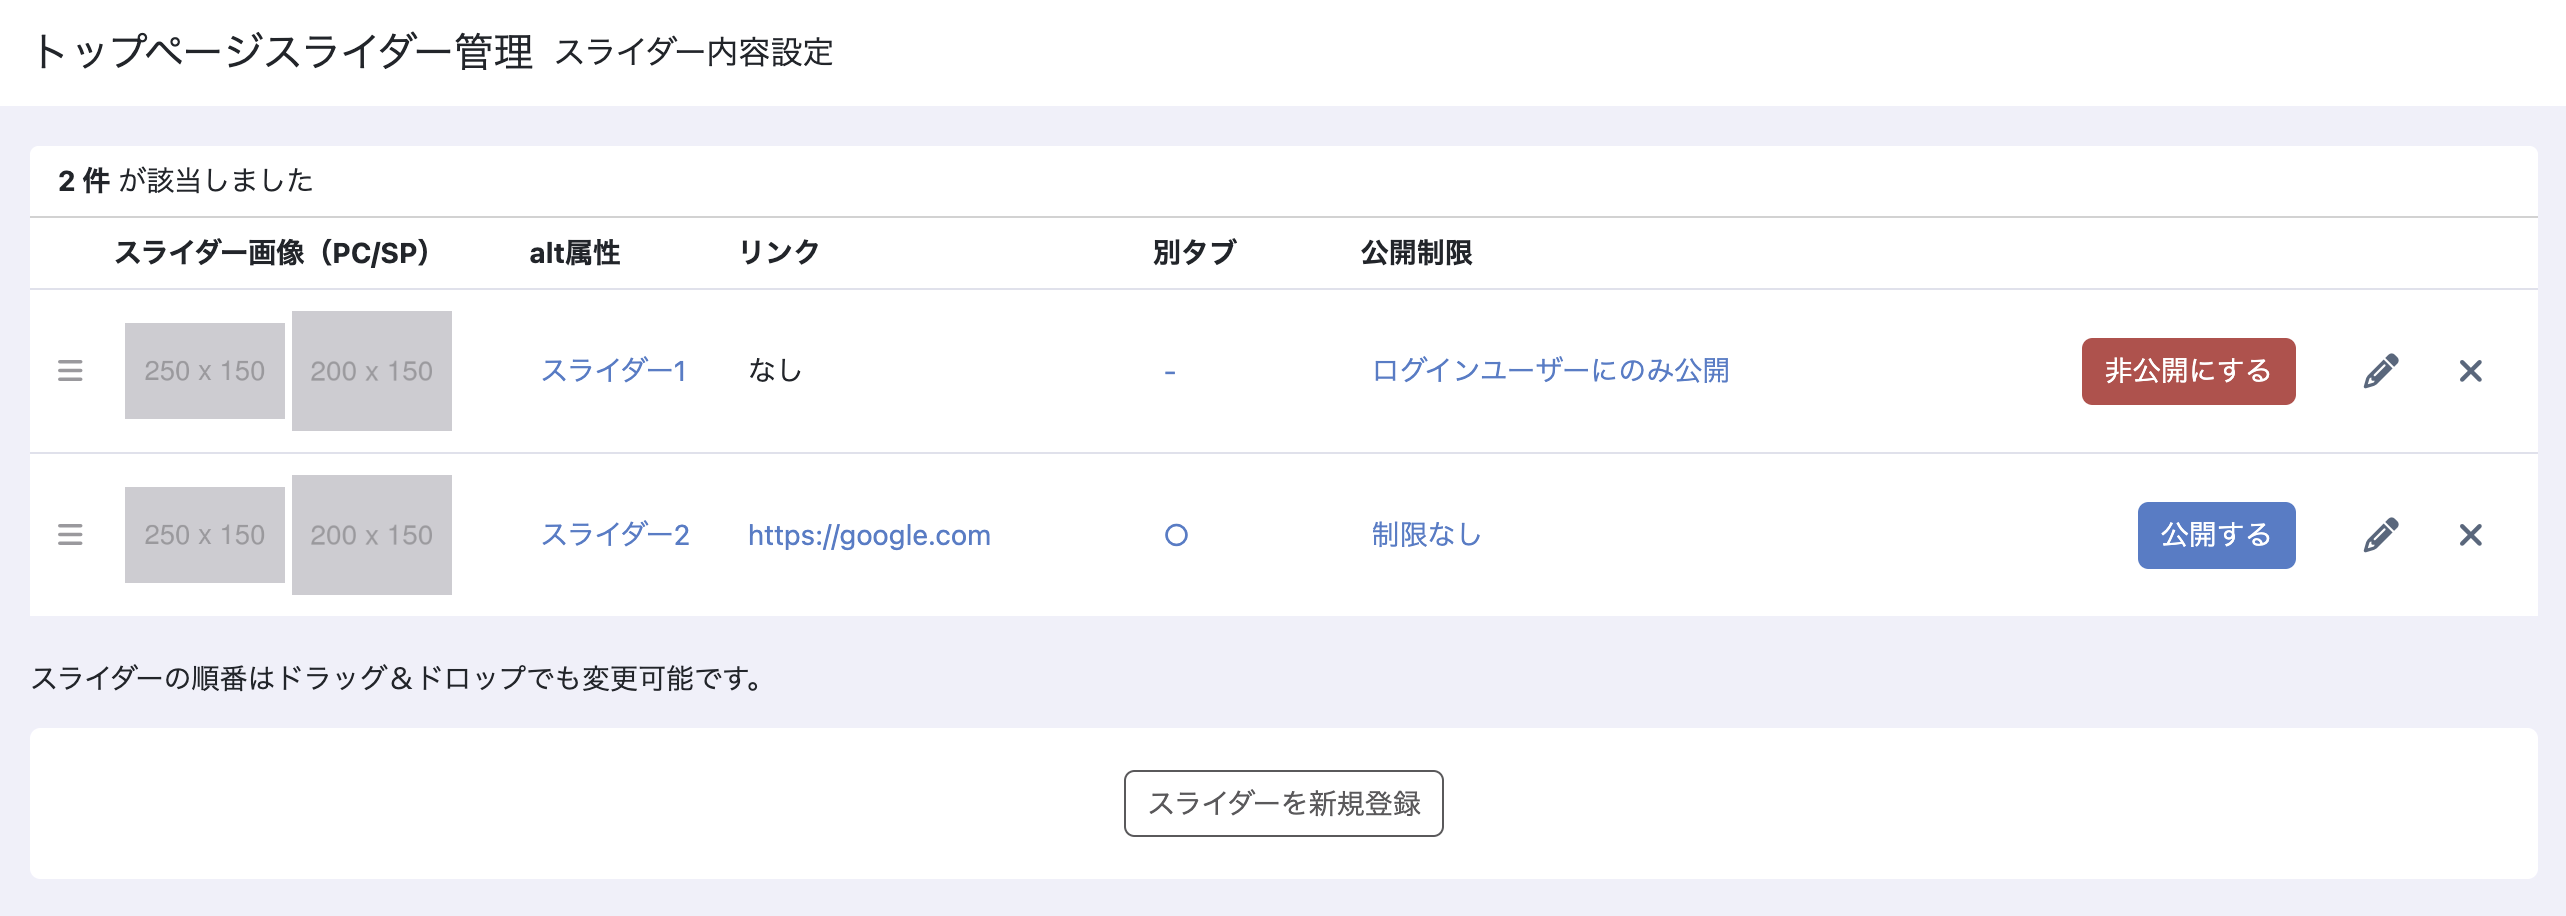 トップページスライダー管理 スライダー内容設定
2 件 が該当しました
スライダー画像（PC/SP） alt属性 リンク 別タブ 公開制限
250 x 150 200 x 150 スライダー1 なし - ログインユーザーにのみ公開 非公開にする
250 x 150 200 x 150 スライダー2 https://google.com ○ 制限なし 公開する
スライダーの順番はドラッグ＆ドロップでも変更可能です。
スライダーを新規登録